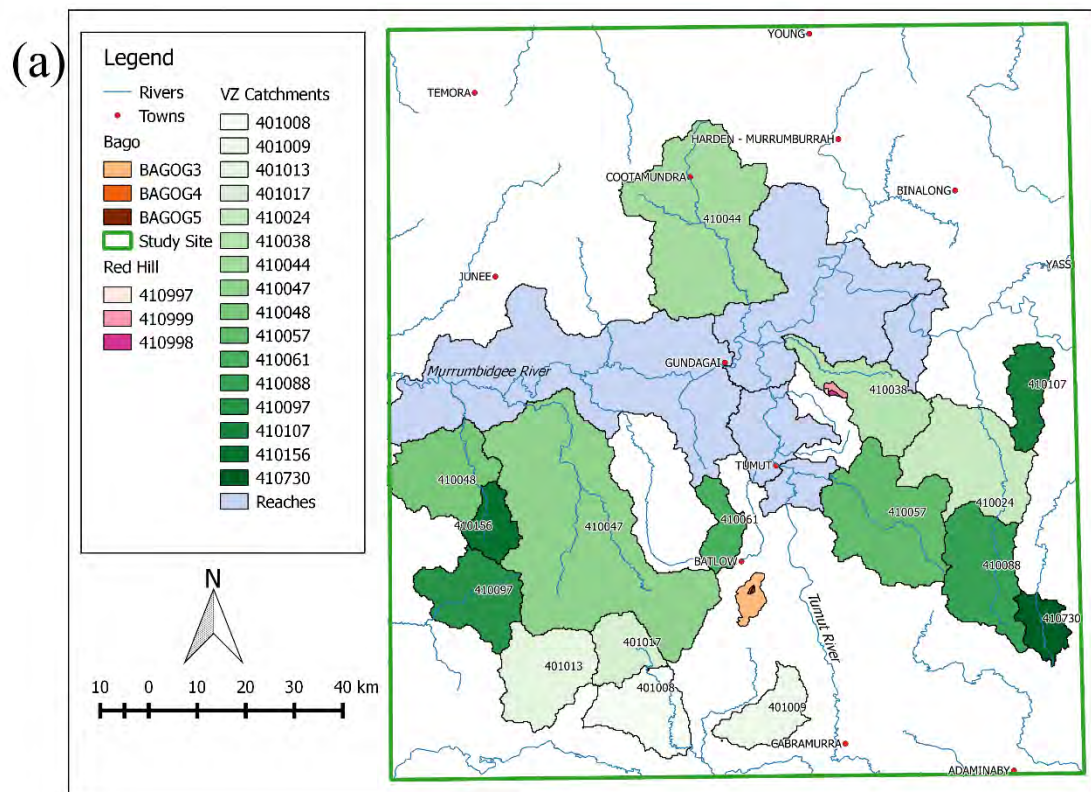 (a)
Legend
Rivers
Towns
Bago
BAGOG3
BAGOG4
BAGOG5
Study Site
Red Hill
410997
410999
410998
VZ Catchments
401008
401009
401013
401017
410024
410038
410044
410047
410048
410057
410061
410088
410097
410107
410156
410730
Reaches
N
10 0 10 20 30 40 km
YOUNG
TEMORA
HARDEN - MURRUMBURRAH
COOTAMUNDRA
BINALONG
410044
YASS
JUNEE
GUNDAGAI
Murrumbidgee River
410038
410107
TUMUT
410048
410024
410057
410061
410156
410047
BATLOW
410088
410097
410730
Tumut River
401017
401013
401008
401009
CABRAMURRA
ADAMINABY